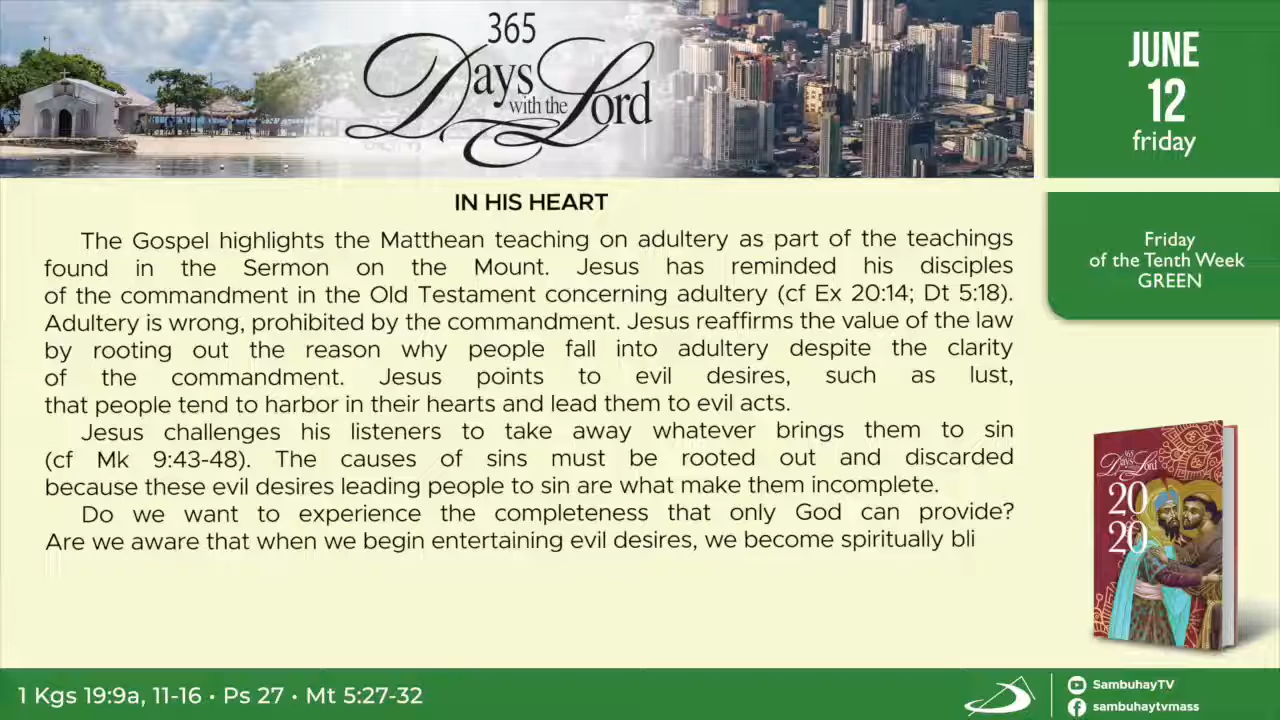 365
Days with the Lord
JUNE
12
friday
Friday
of the Tenth Week
GREEN
IN HIS HEART
The Gospel highlights the Matthean teaching on adultery as part of the teachings
found in the Sermon on the Mount. Jesus has reminded his disciples
of the commandment in the Old Testament concerning adultery (cf Ex 20:14; Dt 5:18).
Adultery is wrong, prohibited by the commandment. Jesus reaffirms the value of the law
by rooting out the reason why people fall into adultery despite the clarity
of the commandment. Jesus points to evil desires, such as lust,
that people tend to harbor in their hearts and lead them to evil acts.
Jesus challenges his listeners to take away whatever brings them to sin
(cf Mk 9:43-48). The causes of sins must be rooted out and discarded
because these evil desires leading people to sin are what make them incomplete.
Do we want to experience the completeness that only God can provide?
Are we aware that when we begin entertaining evil desires, we become spiritually bli
365
Days with the Lord
20
20
1 Kgs 19:9a, 11-16 • Ps 27 • Mt 5:27-32
SambuhayTV
sambuhaytvmass